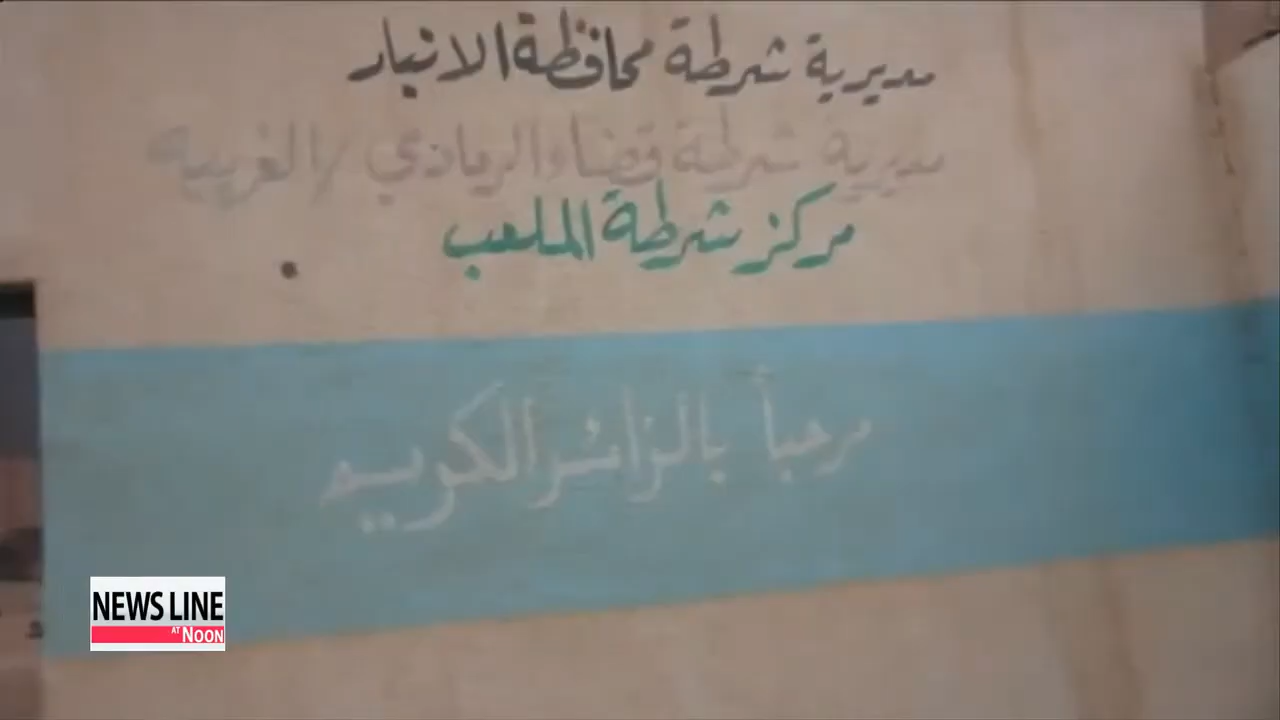 مديرية شرطة محافظة الانبار
مديرية شرطة قضاء الرمادي / الغربية
مركز شرطة الملعب
مرحباً بالزائر الكريم
NEWS LINE
AT NOON